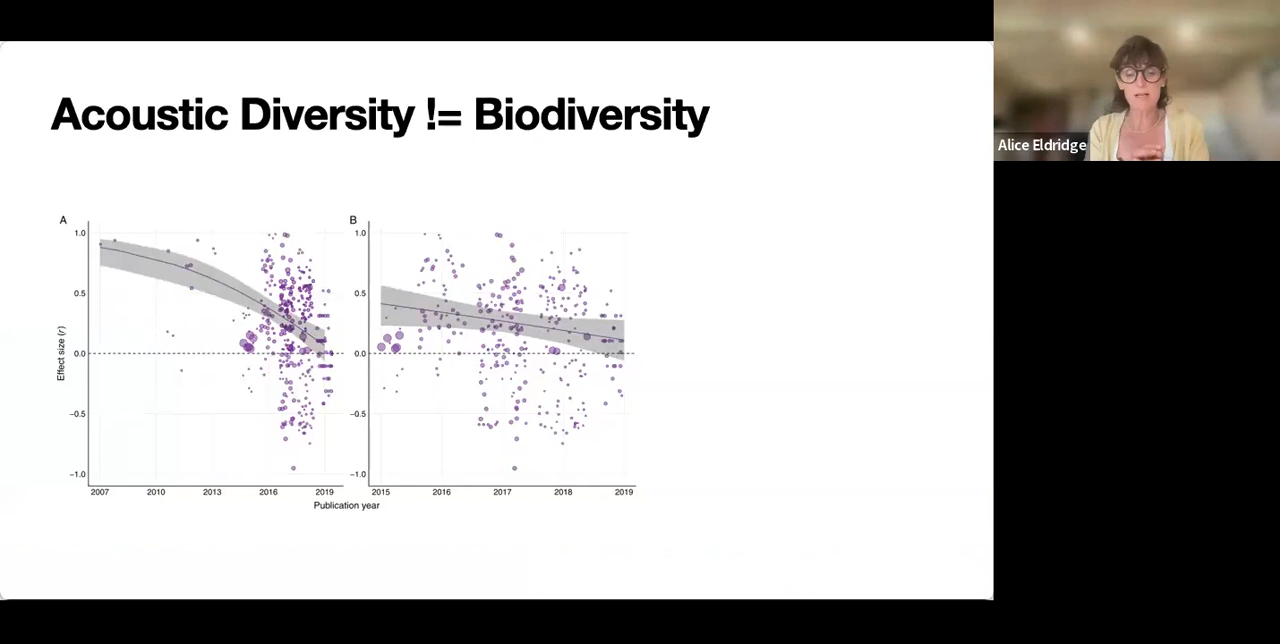 Acoustic Diversity != Biodiversity
Alice Eldridge
A
B
1.0
0.5
0.0
−0.5
−1.0
Effect size (r)
2007 2010 2013 2016 2019
1.0
0.5
0.0
−0.5
−1.0
2015 2016 2017 2018 2019
Publication year